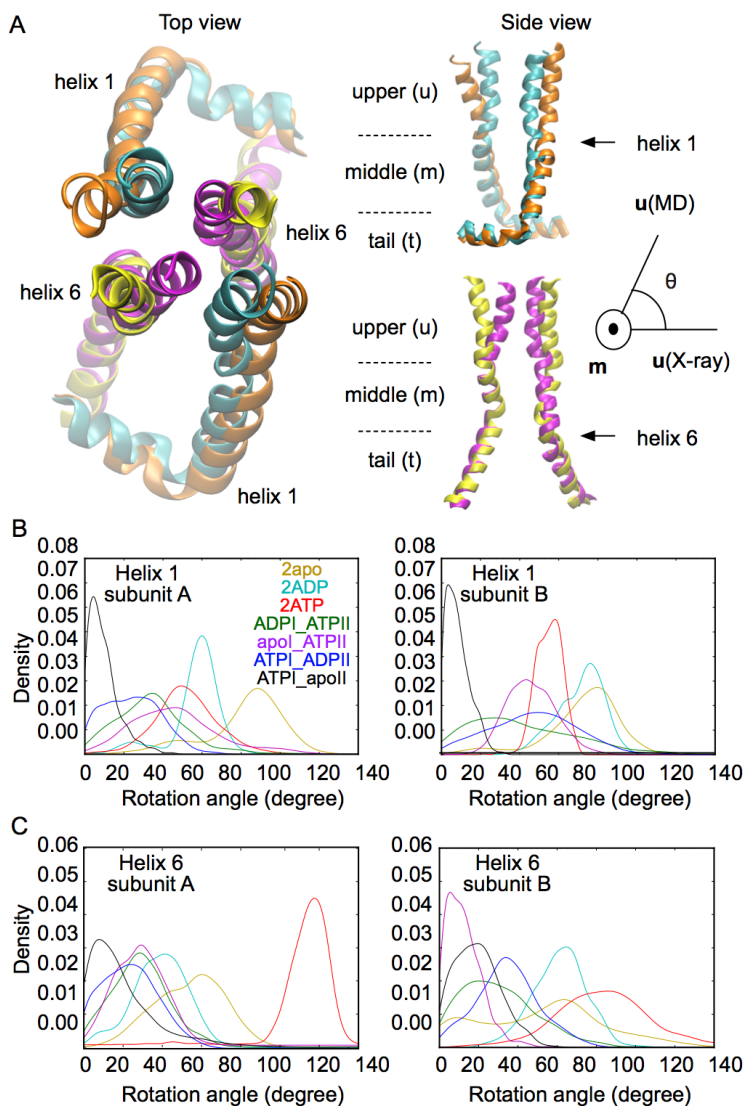 A
Top view
Side view
helix 1
helix 6
helix 6
helix 1
upper (u)
middle (m)
tail (t)
helix 1
upper (u)
middle (m)
tail (t)
helix 6
u(MD)
θ
m
u(X-ray)
B
Helix 1
subunit A
2apo
2ADP
2ATP
ADPI_ATPII
apoI_ATPII
ATPI_ADPII
ATPI_apoII
Density
0.08
0.07
0.06
0.05
0.04
0.03
0.02
0.01
0.00
0 20 40 60 80 100 120 140
Rotation angle (degree)
Helix 1
subunit B
0.08
0.07
0.06
0.05
0.04
0.03
0.02
0.01
0.00
0 20 40 60 80 100 120 140
Rotation angle (degree)
C
Helix 6
subunit A
Density
0.06
0.05
0.04
0.03
0.02
0.01
0.00
0 20 40 60 80 100 120 140
Rotation angle (degree)
Helix 6
subunit B
0.06
0.05
0.04
0.03
0.02
0.01
0.00
0 20 40 60 80 100 120 140
Rotation angle (degree)